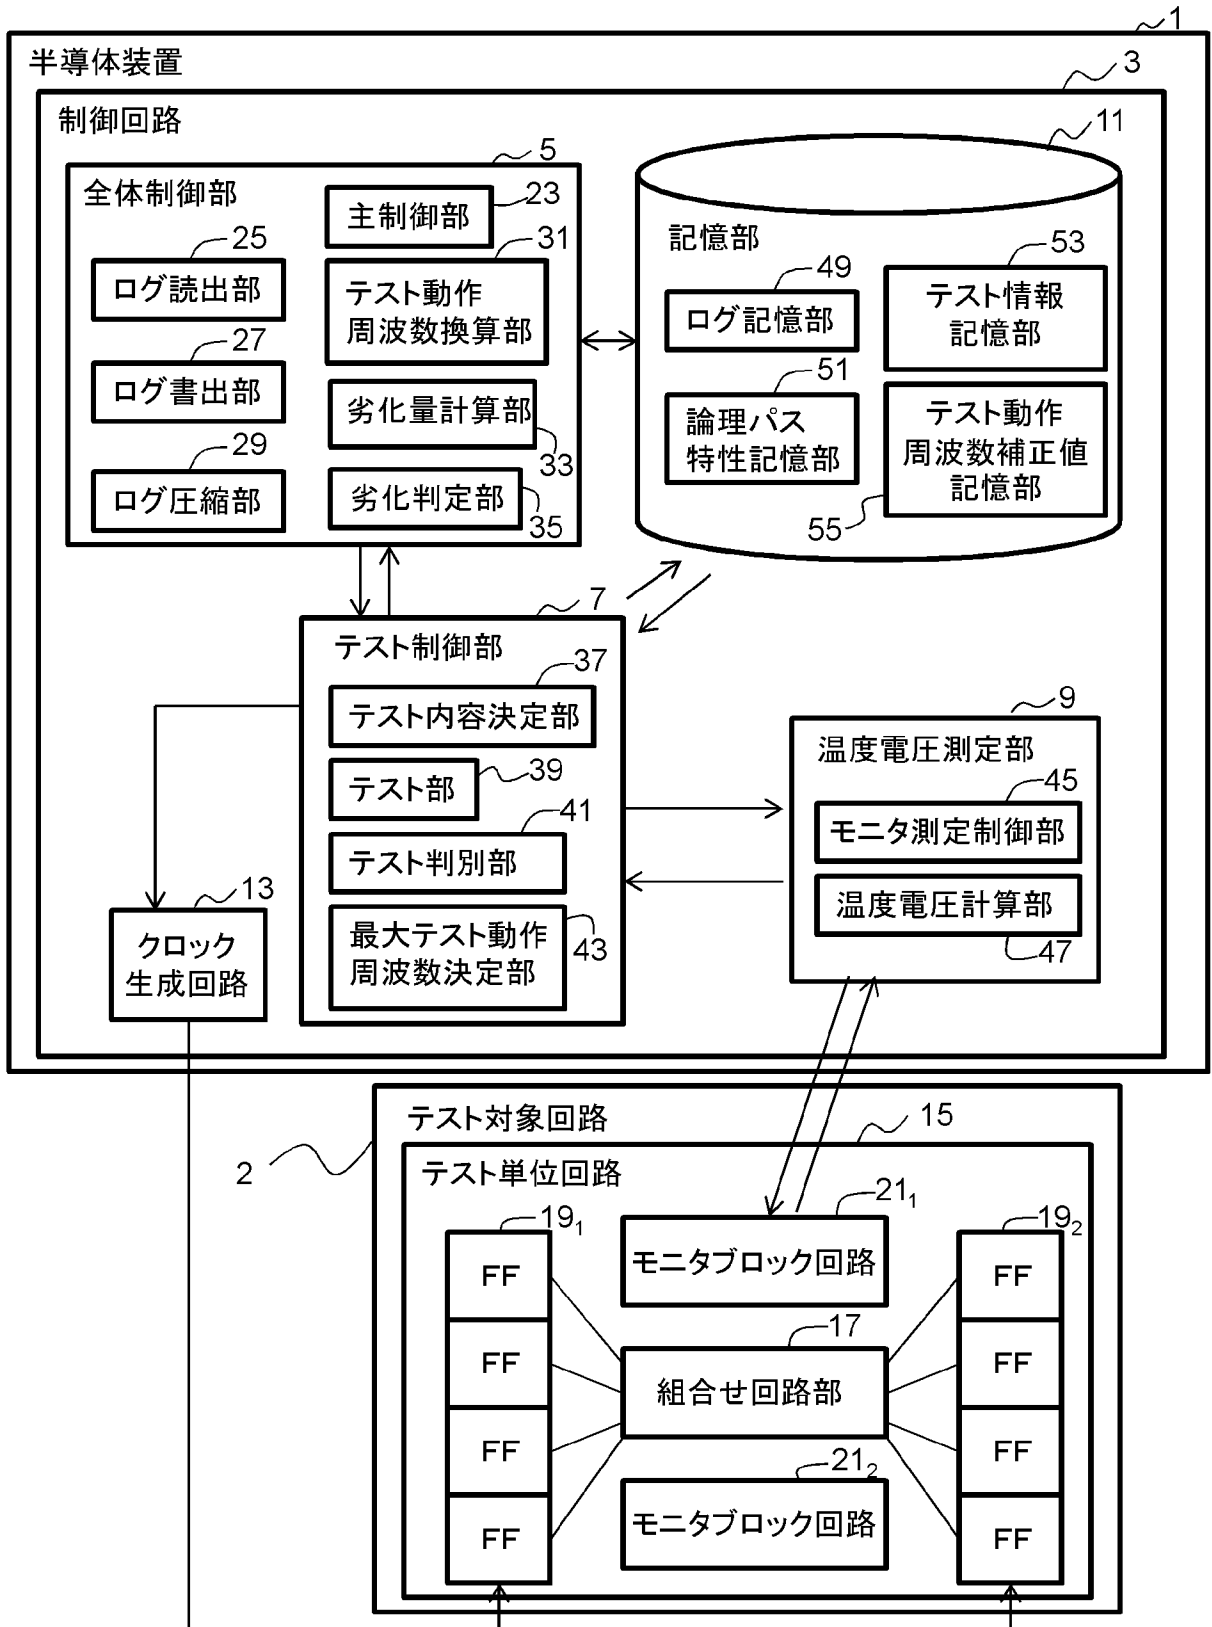 1
半導体装置
3
制御回路
5
全体制御部
23
主制御部
25
ログ読出部
31
テスト動作
周波数換算部
27
ログ書出部
劣化量計算部
33
29
ログ圧縮部
劣化判定部
35
11
記憶部
49
ログ記憶部
53
テスト情報
記憶部
51
論理パス
特性記憶部
テスト動作
周波数補正値
記憶部
55
7
テスト制御部
37
テスト内容決定部
テスト部
39
41
テスト判別部
最大テスト動作
周波数決定部
43
9
温度電圧測定部
45
モニタ測定制御部
温度電圧計算部
47
13
クロック
生成回路
2
テスト対象回路
15
テスト単位回路
19₁
FF
FF
FF
FF
21₁
モニタブロック回路
17
組合せ回路部
21₂
モニタブロック回路
19₂
FF
FF
FF
FF